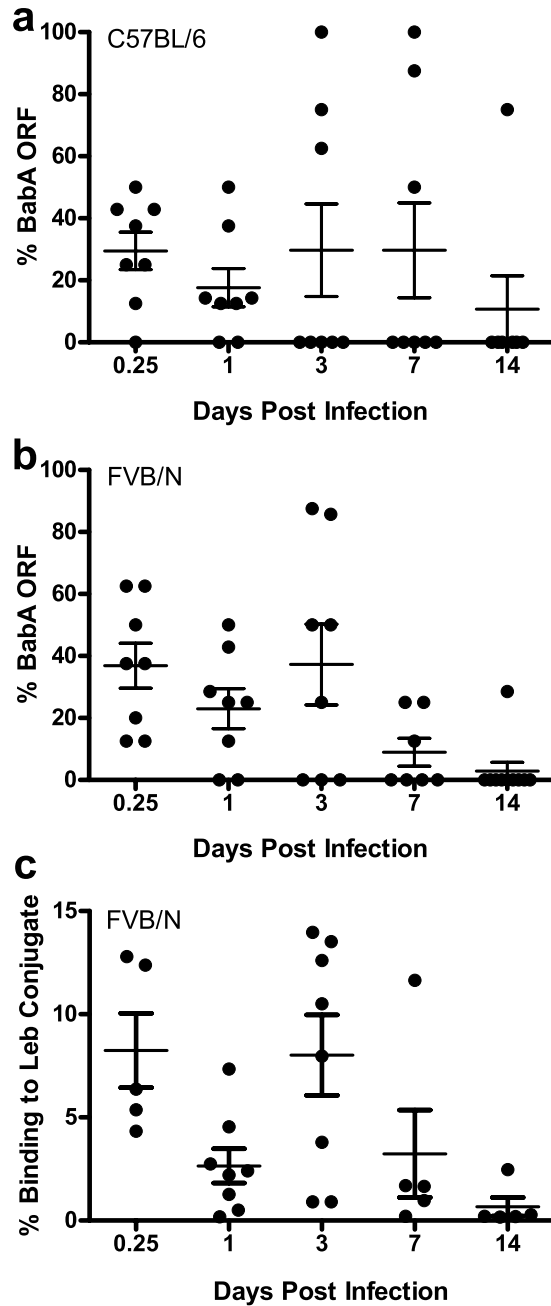 a
C57BL/6
100
80
60
40
20
0
% BabA ORF
0.25 1 3 7 14
Days Post Infection
b
FVB/N
100
80
60
40
20
0
% BabA ORF
0.25 1 3 7 14
Days Post Infection
c
FVB/N
15
10
5
0
% Binding to Leb Conjugate
0.25 1 3 7 14
Days Post Infection